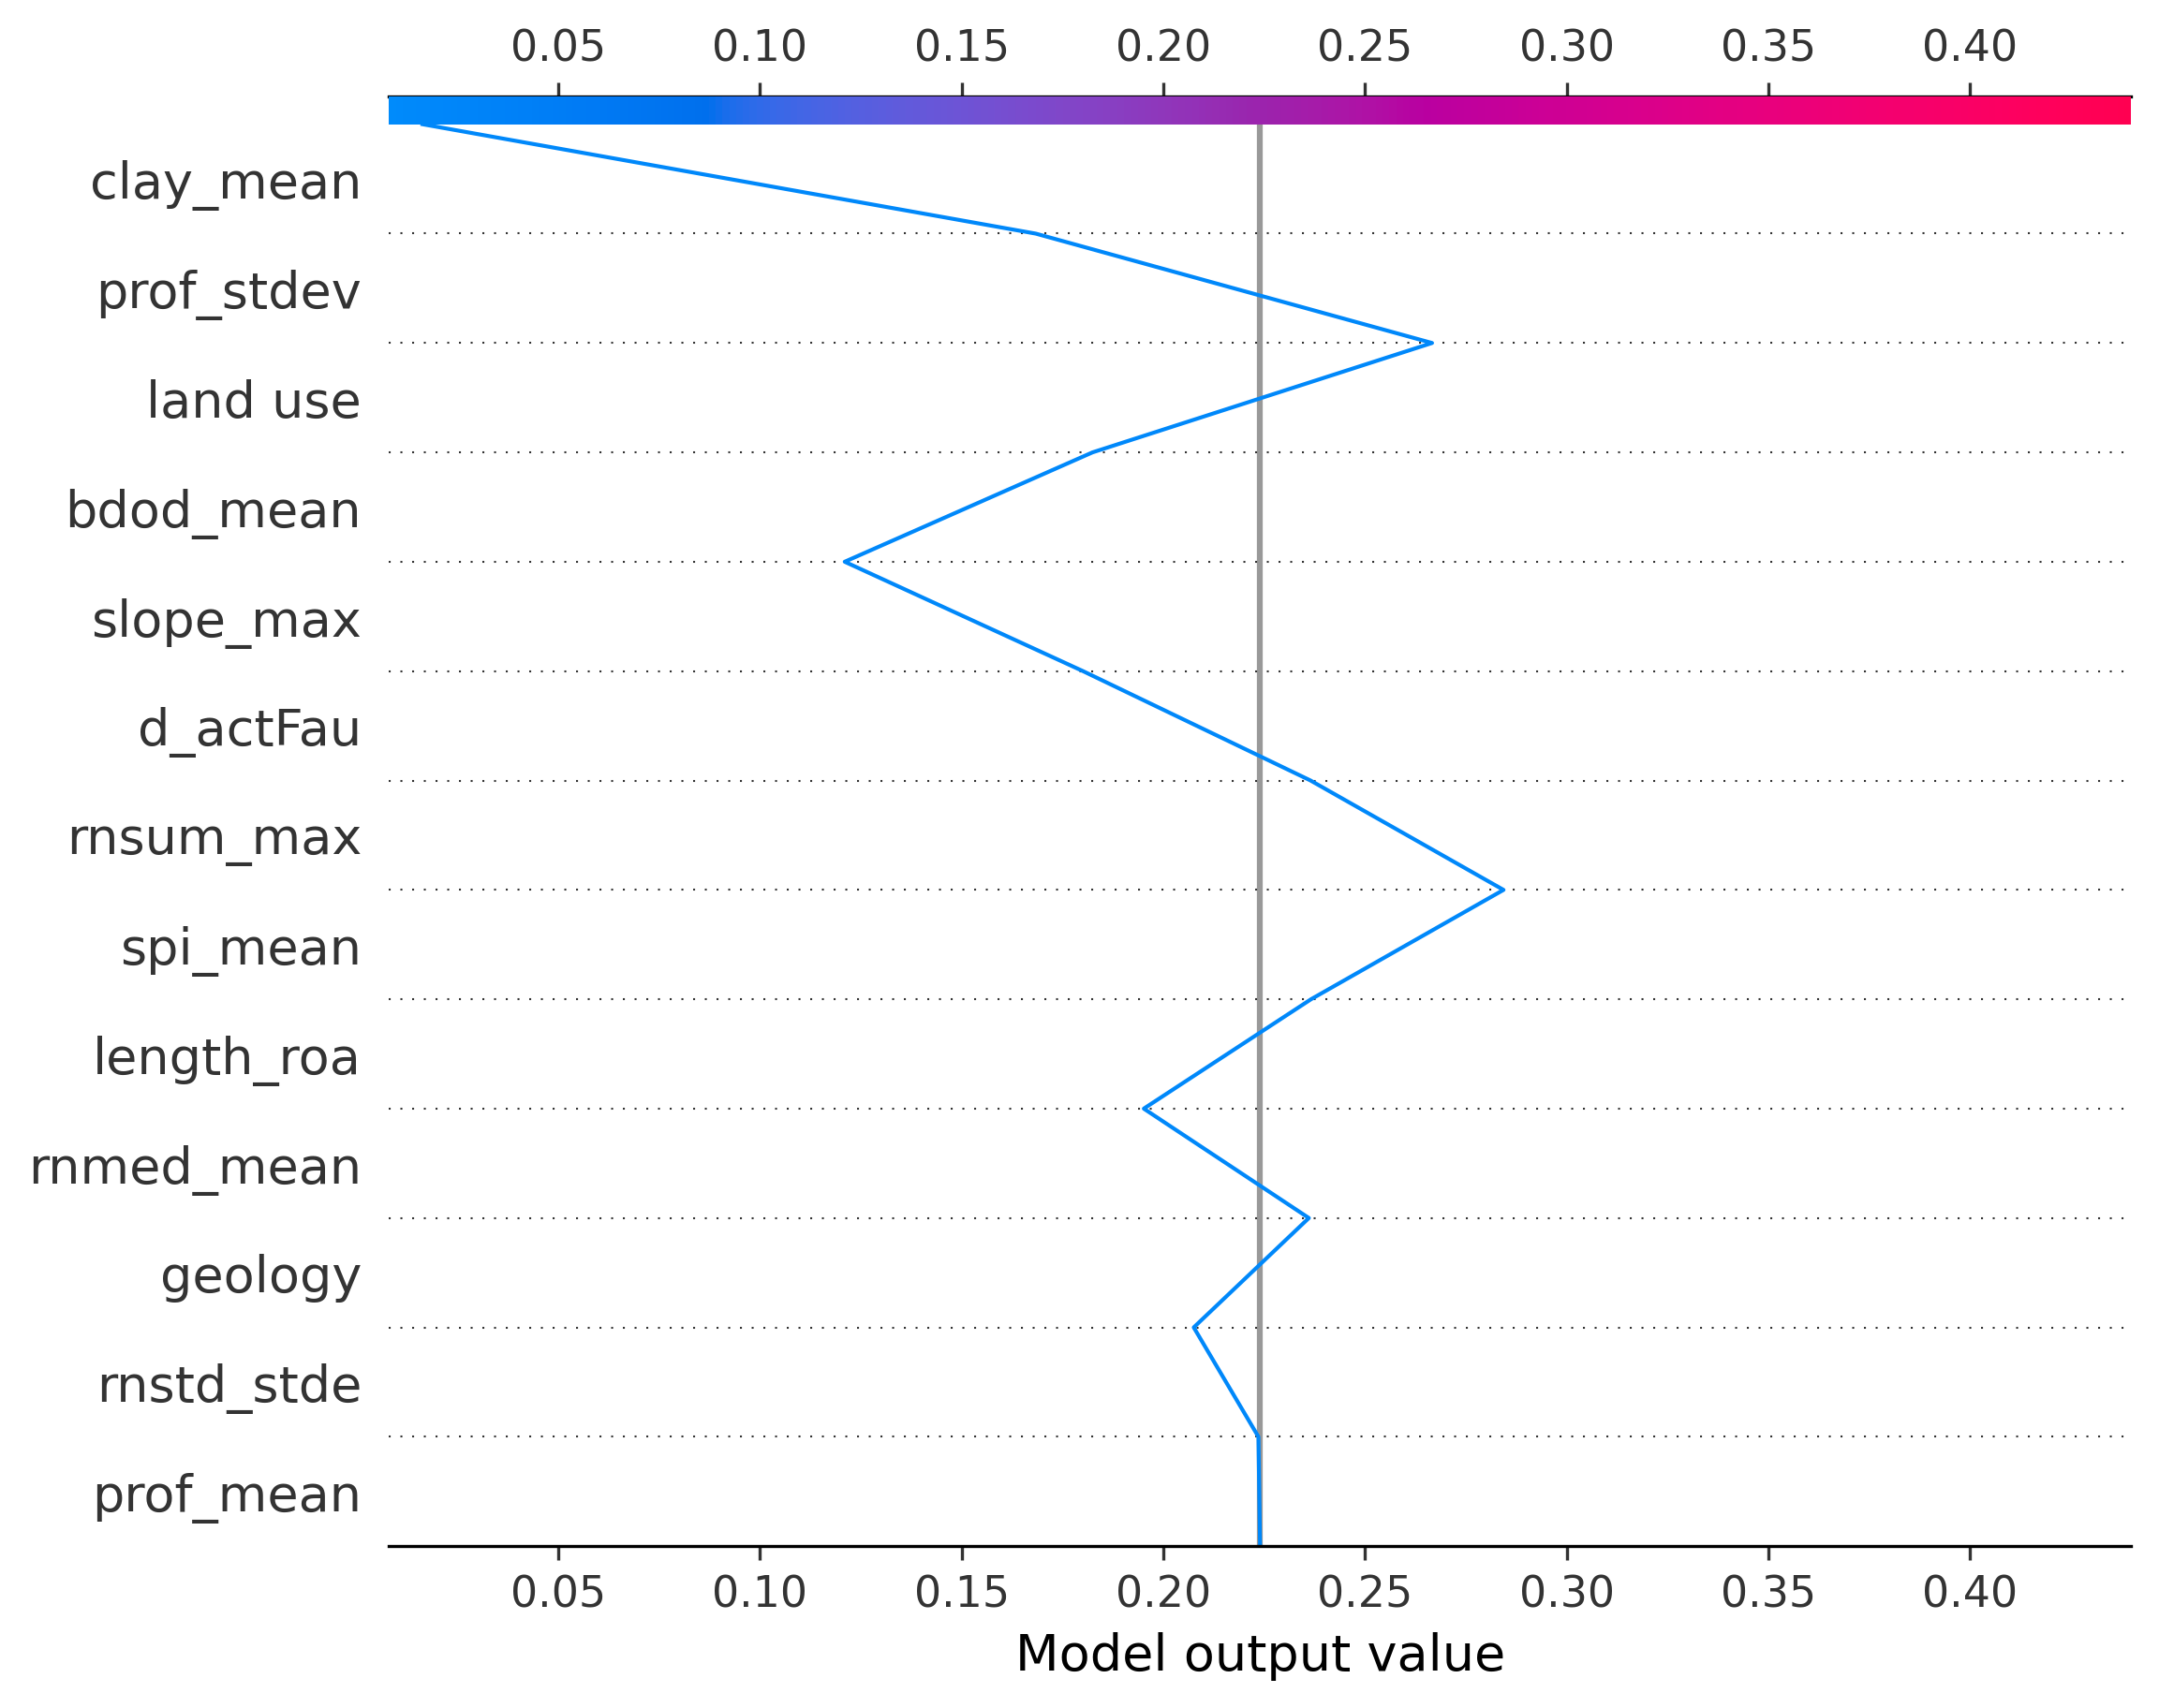 0.05 0.10 0.15 0.20 0.25 0.30 0.35 0.40
clay_mean
prof_stdev
land use
bdod_mean
slope_max
d_actFau
rnsum_max
spi_mean
length_roa
rnmed_mean
geology
rnstd_stde
prof_mean
0.05 0.10 0.15 0.20 0.25 0.30 0.35 0.40
Model output value